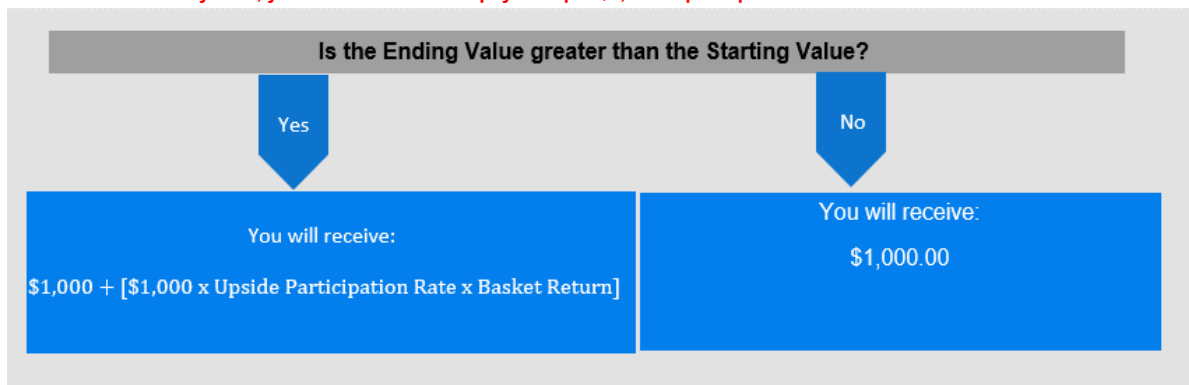 Is the Ending Value greater than the Starting Value?
Yes
No
You will receive:
$1,000 + [$1,000 x Upside Participation Rate x Basket Return]
You will receive:
$1,000.00